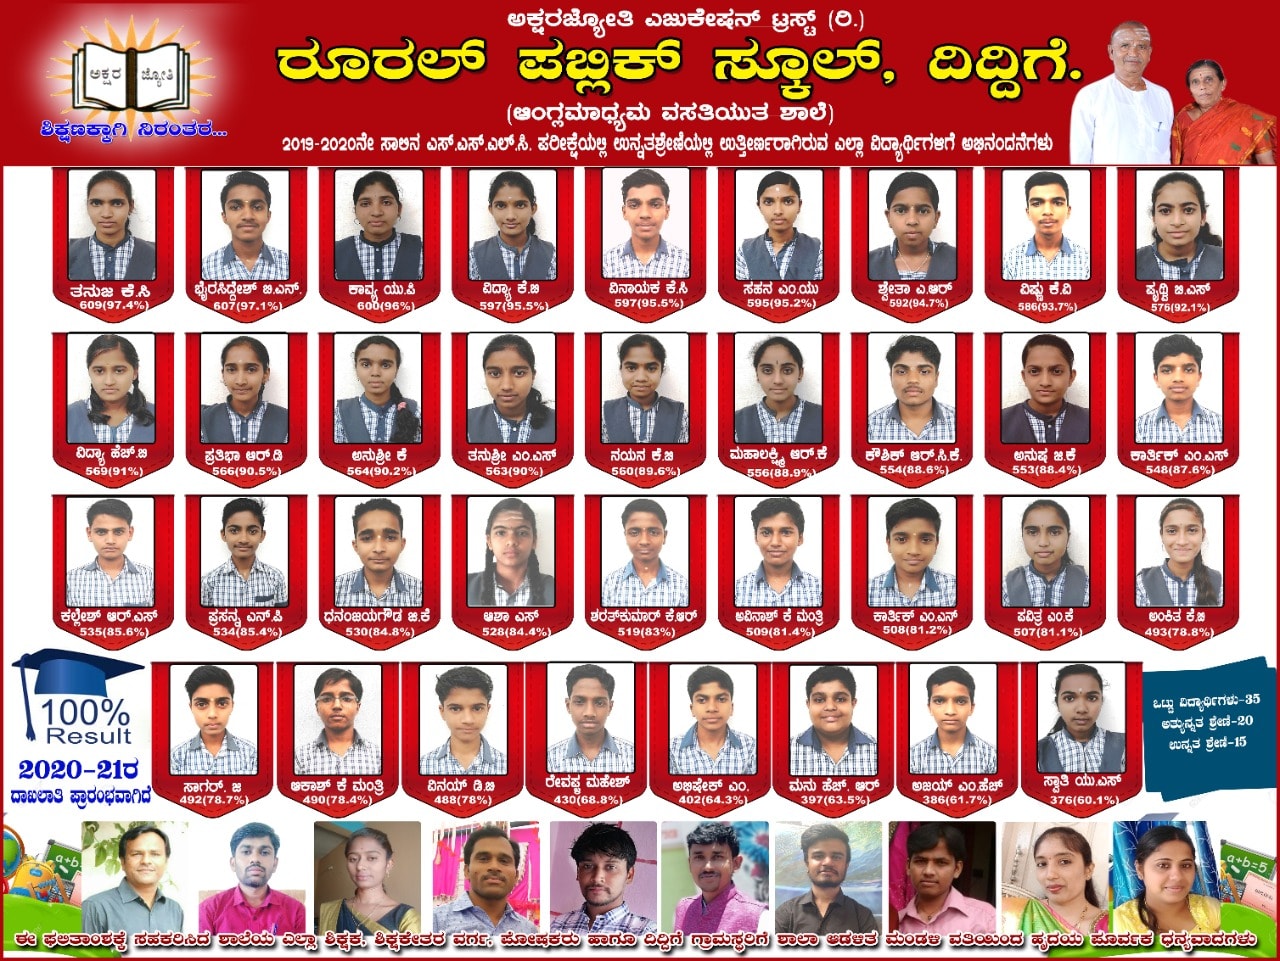 ಅಕ್ಷರಜ್ಯೋತಿ ಎಜುಕೇಷನ್ ಟ್ರಸ್ಟ್ (ರಿ.)
ಅಕ್ಷರ ಜ್ಯೋತಿ
ರೂರಲ್ ಪಬ್ಲಿಕ್ ಸ್ಕೂಲ್, ದಿದ್ದಿಗೆ.
ಶಿಕ್ಷಣಕ್ಕಾಗಿ ನಿರಂತರ...
(ಆಂಗ್ಲಮಾಧ್ಯಮ ವಸತಿಯುತ ಶಾಲೆ)
2019-2020ನೇ ಸಾಲಿನ ಎಸ್.ಎಸ್.ಎಲ್.ಸಿ. ಪರೀಕ್ಷೆಯಲ್ಲಿ ಉನ್ನತಶ್ರೇಣಿಯಲ್ಲಿ ಉತ್ತೀರ್ಣರಾಗಿರುವ ಎಲ್ಲಾ ವಿದ್ಯಾರ್ಥಿಗಳಿಗೆ ಅಭಿನಂದನೆಗಳು
ತನುಜ ಕೆ.ಸಿ ಭೈರಸಿದ್ದೇಶ್ ಬಿ.ಎನ್. ಕಾವ್ಯ ಯು.ಪಿ ವಿದ್ಯಾ ಕೆ.ಬಿ ವಿನಾಯಕ ಕೆ.ಸಿ ಸಹನ ಎಂ.ಯು ಶ್ವೇತಾ ಎ.ಆರ್ ವಿಷ್ಣು ಕೆ.ವಿ ಪೃಥ್ವಿ ಬಿ.ಎಸ್
609(97.4%) 607(97.1%) 600(96%) 597(95.5%) 597(95.5%) 595(95.2%) 592(94.7%) 586(93.7%) 576(92.1%)
ವಿದ್ಯಾ ಹೆಚ್.ಬಿ ಪ್ರತಿಭಾ ಆರ್.ಡಿ ಅನುಶ್ರೀ ಕೆ ತನುಶ್ರೀ ಎಂ.ಎಸ್ ನಯನ ಕೆ.ಬಿ ಮಹಾಲಕ್ಷ್ಮಿ ಆರ್.ಕೆ ಕೌಶಿಕ್ ಆರ್.ಸಿ.ಕೆ. ಅನುಷ ಜಿ.ಕೆ ಕಾರ್ತಿಕ್ ಎಂ.ಎಸ್
569(91%) 566(90.5%) 564(90.2%) 563(90%) 560(89.6%) 556(88.9%) 554(88.6%) 553(88.4%) 548(87.6%)
ಕಲ್ಲೇಶ್ ಆರ್.ಎಸ್ ಪ್ರಸನ್ನ ಎನ್.ಪಿ ಧನಂಜಯಗೌಡ ಜಿ.ಕೆ ಆಶಾ ಎಸ್ ಶರತ್‌ಕುಮಾರ್ ಕೆ.ಆರ್ ಅವಿನಾಶ್ ಕೆ ಮಂತ್ರಿ ಕಾರ್ತಿಕ್ ಎಂ.ಎನ್ ಪವಿತ್ರ ಎಂ.ಕೆ ಅಂಕಿತ ಕೆ.ಬಿ
535(85.6%) 534(85.4%) 530(84.8%) 528(84.4%) 519(83%) 509(81.4%) 508(81.2%) 507(81.1%) 493(78.8%)
100%
Result
2020-21ರ
ದಾಖಲಾತಿ ಪ್ರಾರಂಭವಾಗಿದೆ
ಸಾಗರ್. ಜಿ ಆಕಾಶ್ ಕೆ ಮಂತ್ರಿ ವಿನಯ್ ಡಿ.ಬಿ ರೇವಪ್ಪ ಮಹೇಶ್ ಅಭಿಷೇಕ್ ಎಂ. ಮನು ಹೆಚ್. ಆರ್ ಅಜಯ್ ಎಂ.ಹೆಚ್ ಸ್ವಾತಿ ಯು.ಎಸ್
492(78.7%) 490(78.4%) 488(78%) 430(68.8%) 402(64.3%) 397(63.5%) 386(61.7%) 376(60.1%)
ಒಟ್ಟು ವಿದ್ಯಾರ್ಥಿಗಳು-35
ಅತ್ಯುನ್ನತ ಶ್ರೇಣಿ-20
ಉನ್ನತ ಶ್ರೇಣಿ-15
a+b=
a+b=5
ಈ ಫಲಿತಾಂಶಕ್ಕೆ ಸಹಕರಿಸಿದ ಶಾಲೆಯ ಎಲ್ಲಾ ಶಿಕ್ಷಕ, ಶಿಕ್ಷಕೇತರ ವರ್ಗ, ಪೋಷಕರು ಹಾಗೂ ದಿದ್ದಿಗೆ ಗ್ರಾಮಸ್ಥರಿಗೆ ಶಾಲಾ ಆಡಳಿತ ಮಂಡಳಿ ವತಿಯಿಂದ ಹೃದಯ ಪೂರ್ವಕ ಧನ್ಯವಾದಗಳು